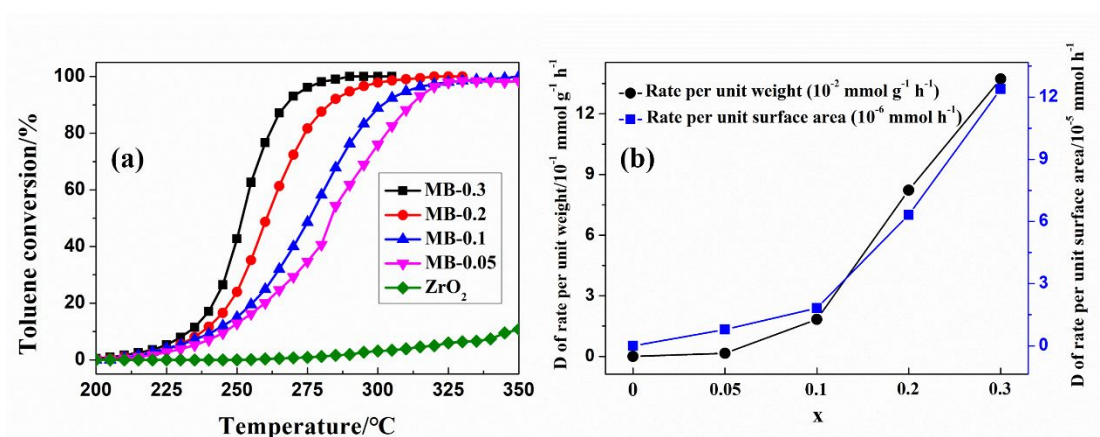 (a)
Toluene conversion/%
100
80
60
40
20
0
MB-0.3
MB-0.2
MB-0.1
MB-0.05
ZrO₂
200 225 250 275 300 325 350
Temperature/°C
(b)
D of rate per unit weight/10⁻¹ mmol g⁻¹ h⁻¹
12
9
6
3
0
Rate per unit weight (10⁻² mmol g⁻¹ h⁻¹)
Rate per unit surface area (10⁻⁶ mmol h⁻¹)
12
9
6
3
0
D of rate per unit surface area/10⁻⁵ mmol h⁻¹
0 0.05 0.1 0.2 0.3
x